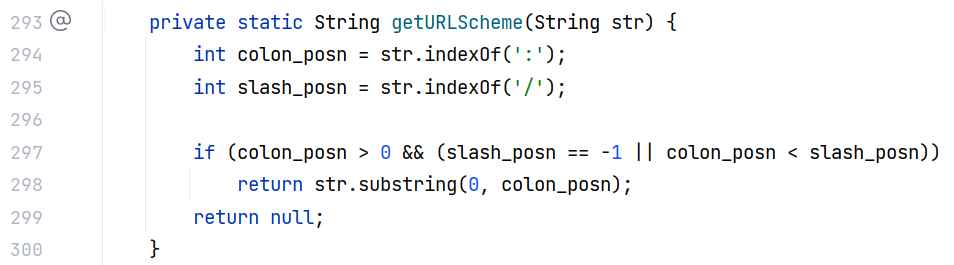 293 @ private static String getURLScheme(String str) {
294 int colon_posn = str.indexOf(':');
295 int slash_posn = str.indexOf('/');
296
297 if (colon_posn > 0 && (slash_posn == -1 || colon_posn < slash_posn))
298 return str.substring(0, colon_posn);
299 return null;
300 }